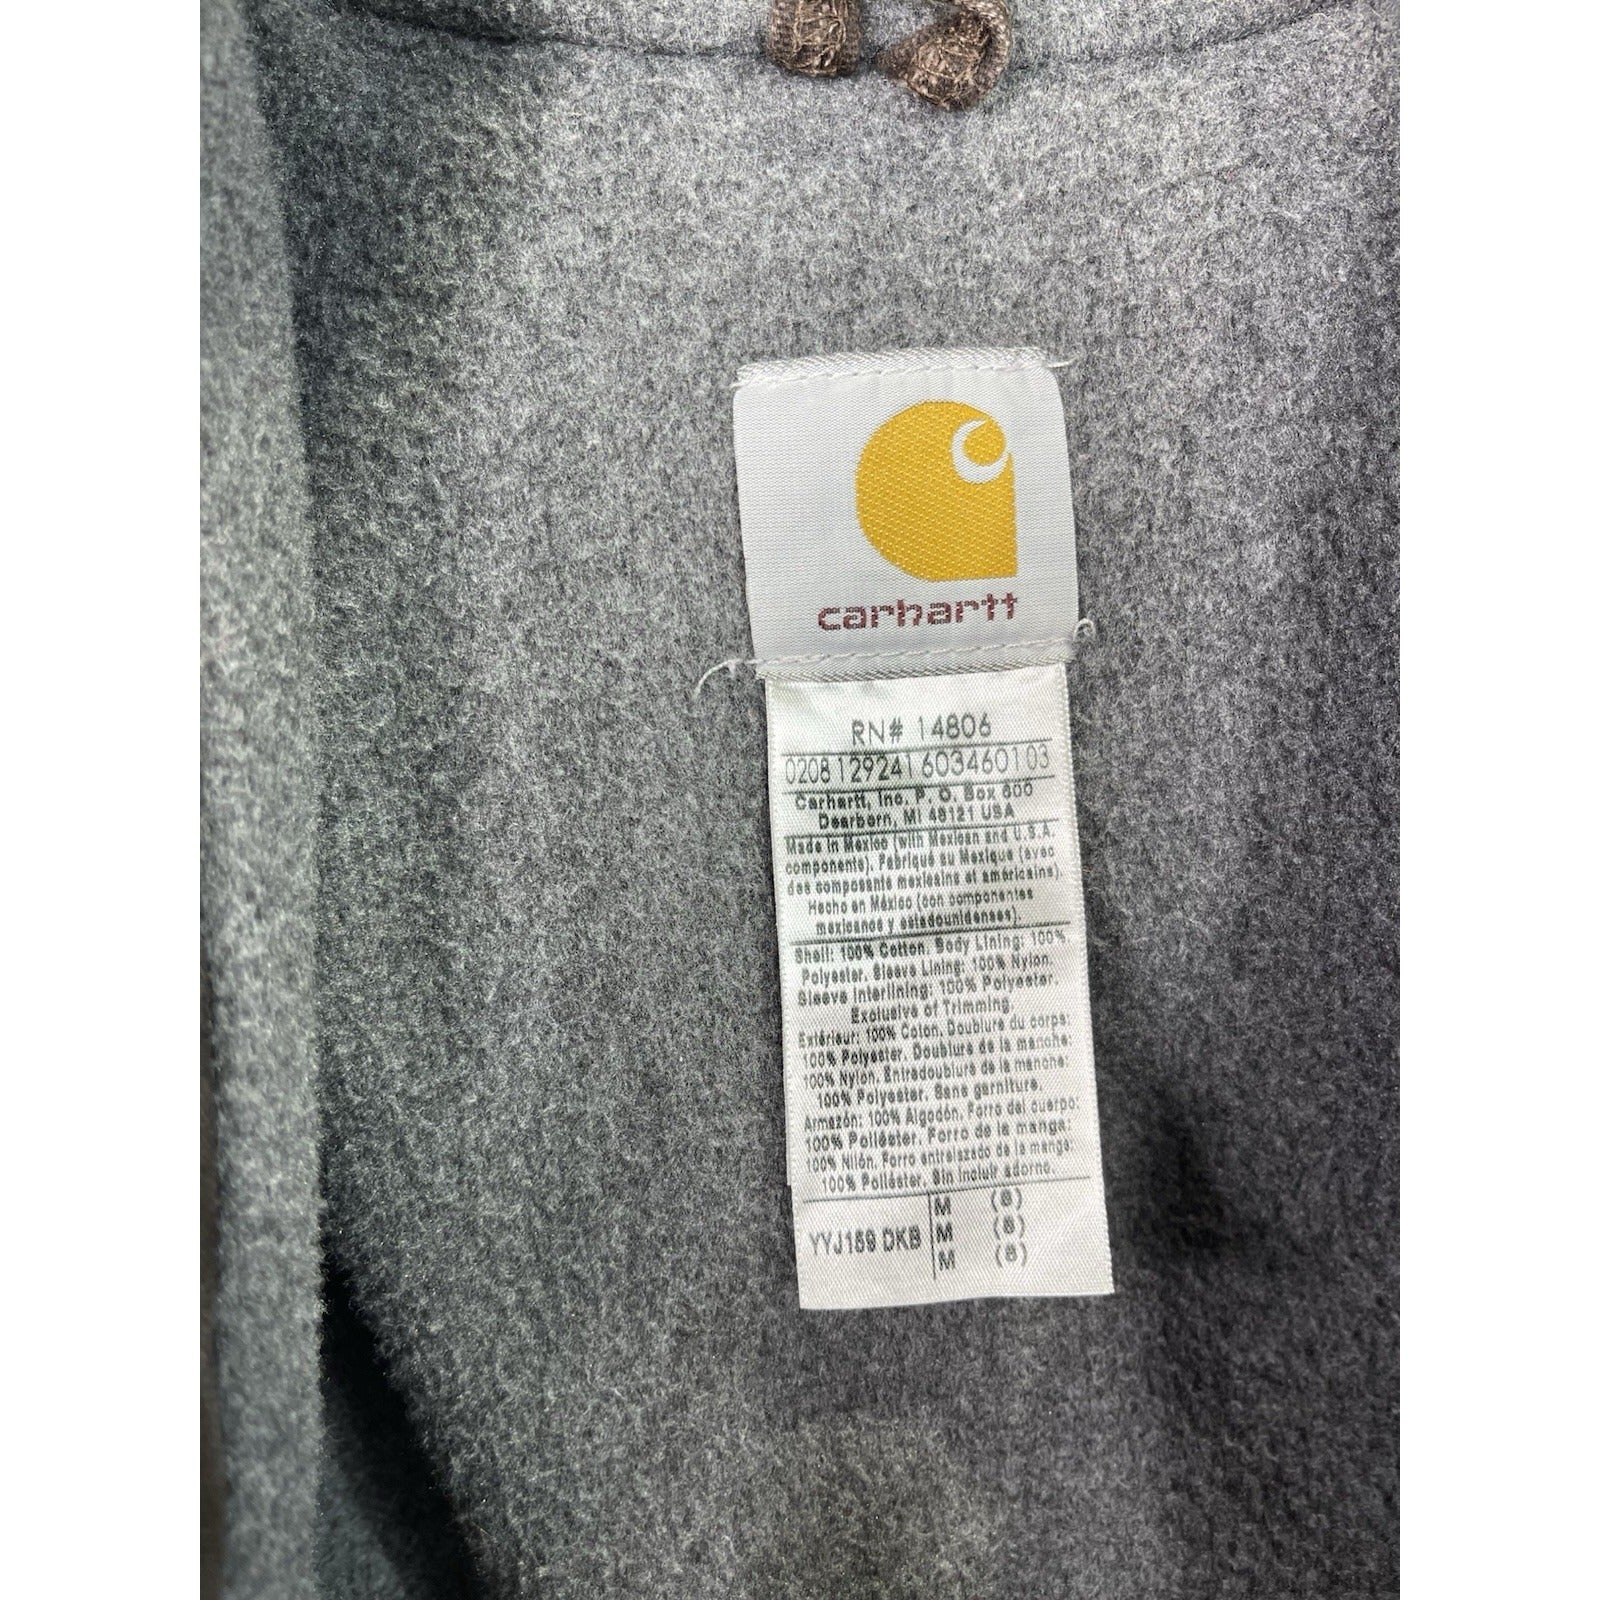 carhartt
RN# 14806
0208129241603460103
Carhartt, Inc. P. O. Box 600
Dearborn, MI 48121 USA
Made in Mexico (with Mexican and U.S.A.
components). Fabriqué au Mexique (avec
des composants mexicains et américains).
Hecho en México (con componentes
mexicanos y estadounidenses).
Shell: 100% Cotton. Body Lining: 100%
Polyester. Sleeve Lining: 100% Nylon.
Sleeve Interlining: 100% Polyester.
Exclusive of Trimming.
Extérieur: 100% Coton. Doublure du corps:
100% Polyester. Doublure de la manche:
100% Nylon. Entredoublure de la manche:
100% Polyester. Sans garniture.
Armazón: 100% Algodón. Forro del cuerpo:
100% Poliéster. Forro de la manga:
100% Nilón. Forro entrelazado de la manga:
100% Poliéster. Sin incluir adorno.
M (8)
YYJ159 DKB M (8)
M (8)